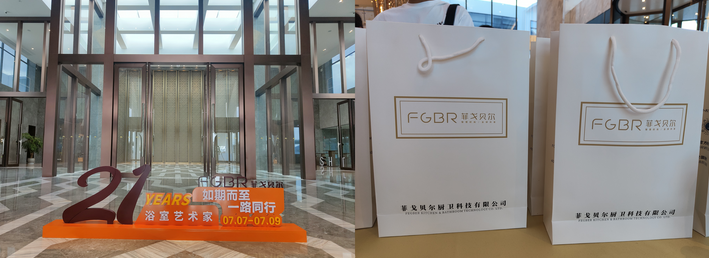 FGBR 菲戈贝尔
21
YEARS
如期而至
一路同行
浴室艺术家
07.07-07.09
FGBR 菲戈贝尔
菲戈贝尔厨卫科技有限公司
FGBR 菲戈贝尔
菲戈贝尔厨卫科技有限公司